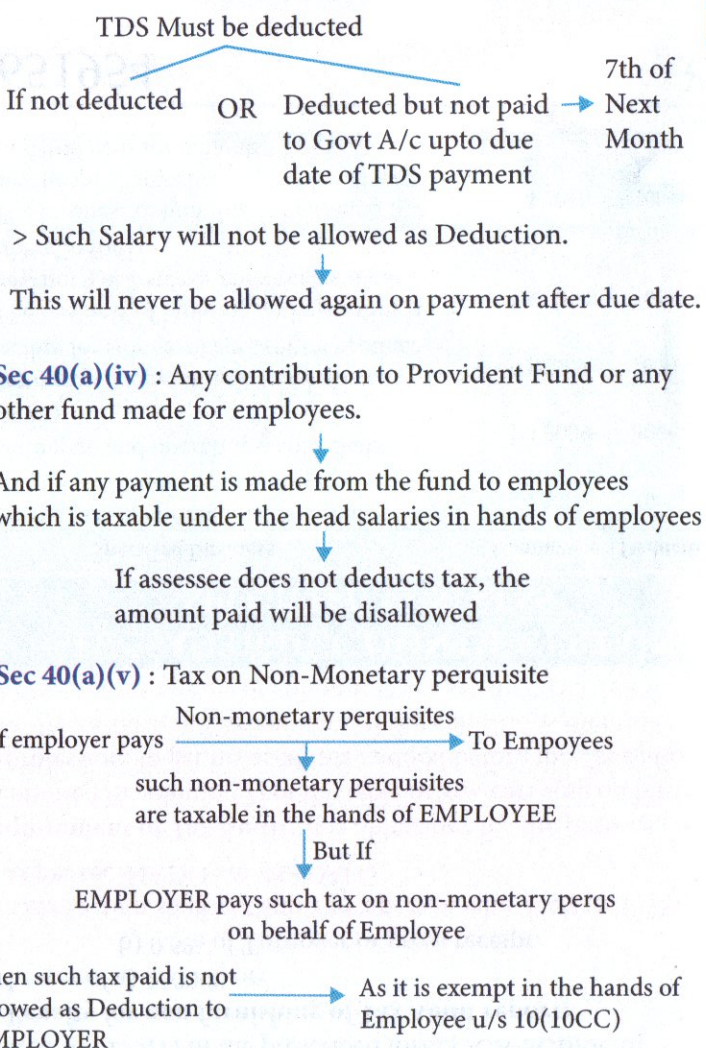 TDS Must be deducted
If not deducted OR Deducted but not paid 7th of Next Month
to Govt A/c upto due
date of TDS payment
> Such Salary will not be allowed as Deduction.
This will never be allowed again on payment after due date.
Sec 40(a)(iv) : Any contribution to Provident Fund or any
other fund made for employees.
And if any payment is made from the fund to employees
which is taxable under the head salaries in hands of employees
If assessee does not deducts tax, the
amount paid will be disallowed
Sec 40(a)(v) : Tax on Non-Monetary perquisite
Non-monetary perquisites
If employer pays To Empoyees
such non-monetary perquisites
are taxable in the hands of EMPLOYEE
But If
EMPLOYER pays such tax on non-monetary perqs
on behalf of Employee
hen such tax paid is not
lowed as Deduction to
MPLOYER
As it is exempt in the hands of
Employee u/s 10(10CC)